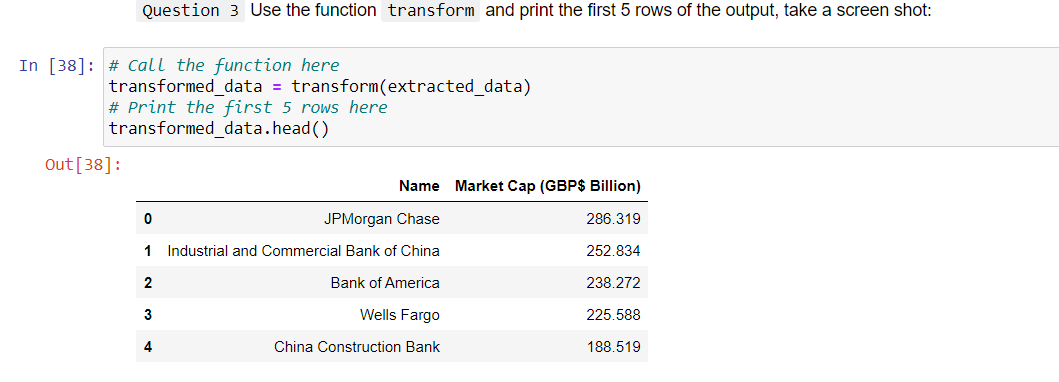 Question 3 Use the function transform and print the first 5 rows of the output, take a screen shot:
In [38]: # Call the function here
transformed_data = transform(extracted_data)
# Print the first 5 rows here
transformed_data.head()
Out[38]:
Name Market Cap (GBP$ Billion)
0 JPMorgan Chase 286.319
1 Industrial and Commercial Bank of China 252.834
2 Bank of America 238.272
3 Wells Fargo 225.588
4 China Construction Bank 188.519